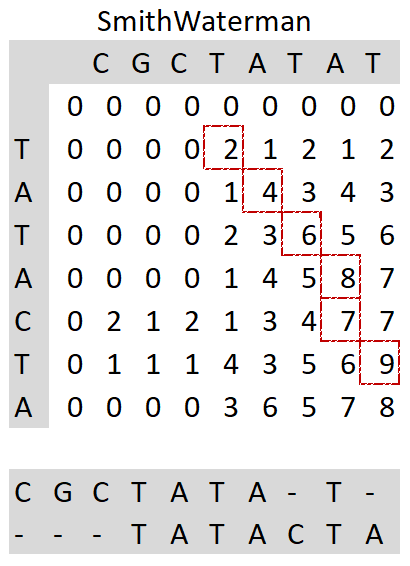 SmithWaterman
C G C T A T A T
0 0 0 0 0 0 0 0 0
T 0 0 0 0 2 1 2 1 2
A 0 0 0 0 1 4 3 4 3
T 0 0 0 0 2 3 6 5 6
A 0 0 0 0 1 4 5 8 7
C 0 2 1 2 1 3 4 7 7
T 0 1 1 1 4 3 5 6 9
A 0 0 0 0 3 6 5 7 8
C G C T A T A - T -
- - - T A T A C T A